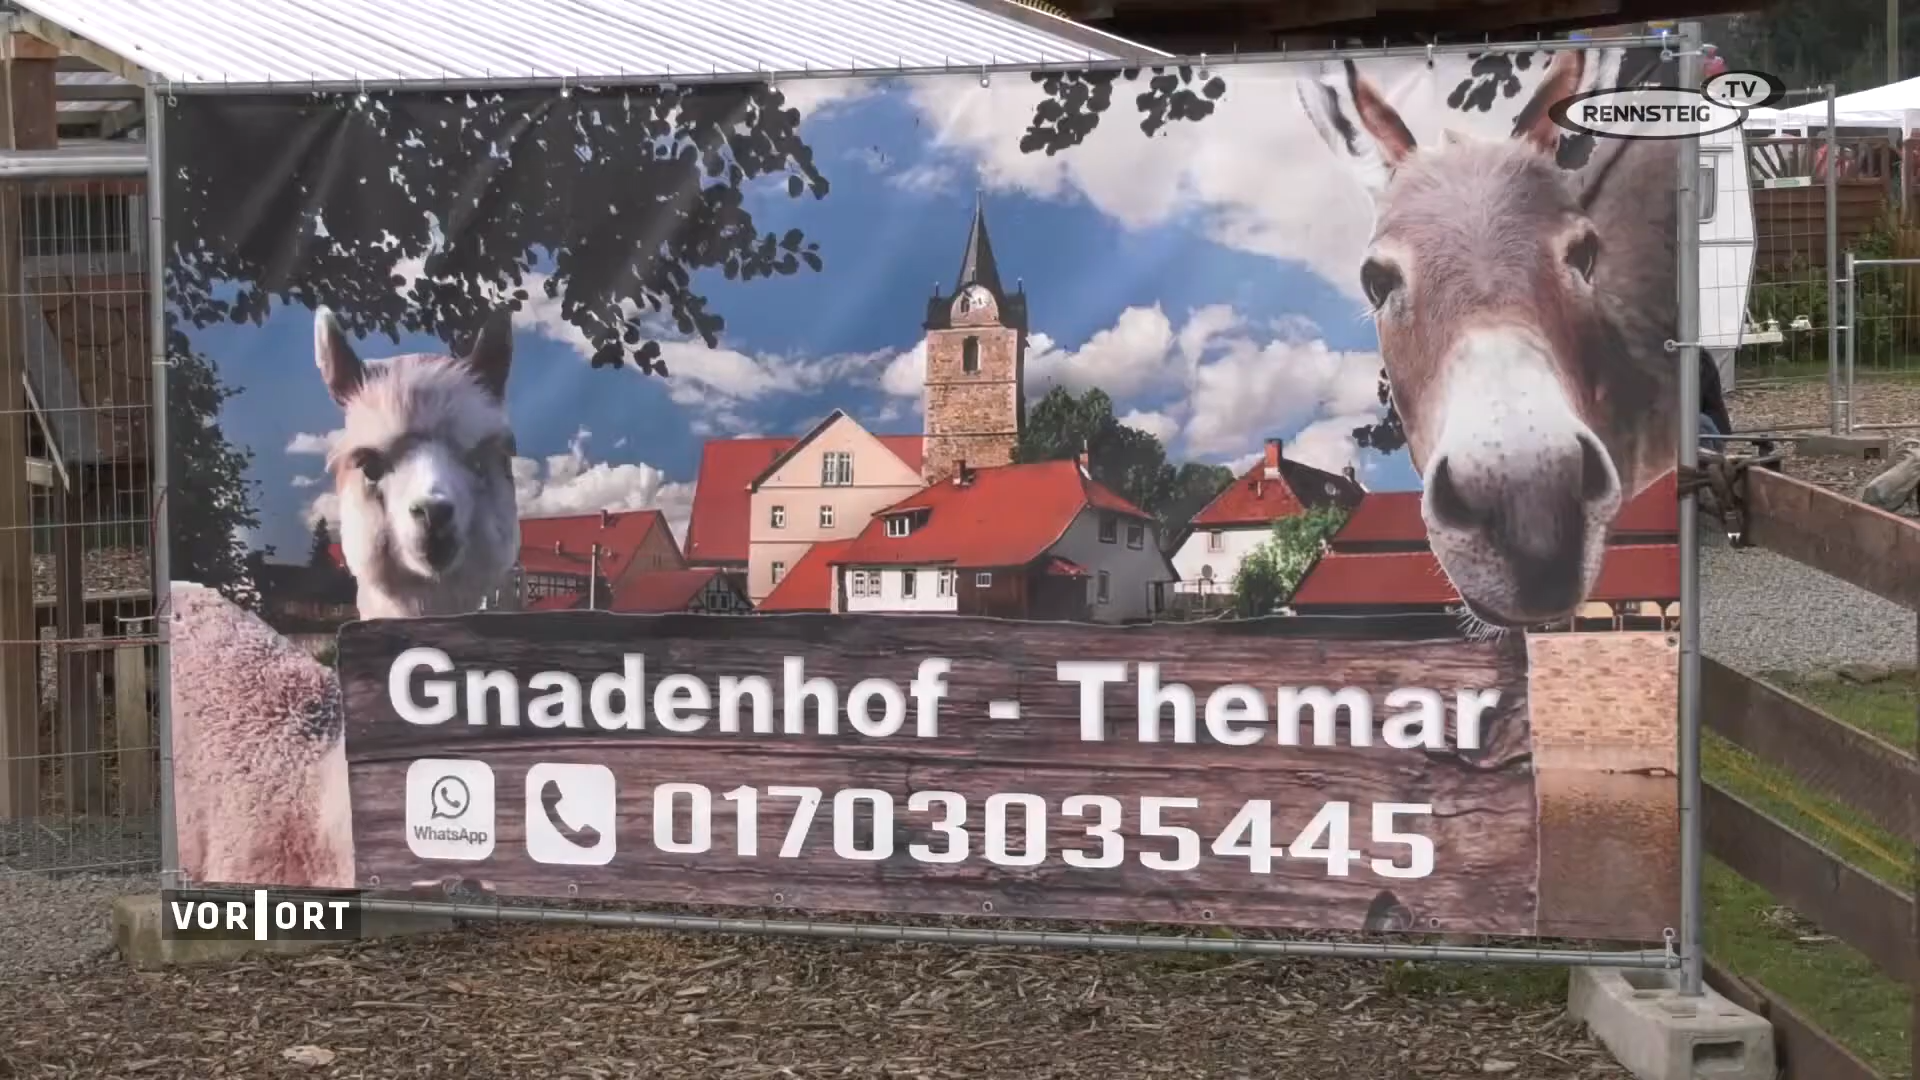 RENNSTEIG .TV
Gnadenhof - Themar
WhatsApp
01703035445
VOR ORT